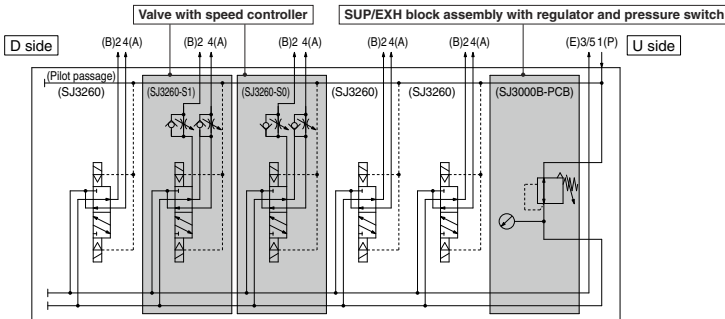 Valve with speed controller
SUP/EXH block assembly with regulator and pressure switch
D side
(B)2 4(A)
(B)2 4(A)
(B)2 4(A)
(B)2 4(A)
(B)2 4(A)
(E)3/5 1(P)
U side
(Pilot passage)
(SJ3260)
(SJ3260-S1)
(SJ3260-S0)
(SJ3260)
(SJ3260)
(SJ3000B-PCB)